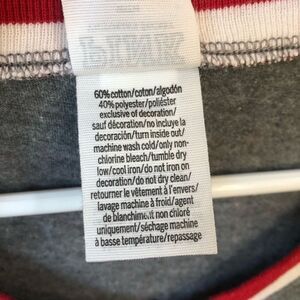 PINK
60% cotton/coton/algodón
40% polyester/poliéster
exclusive of decoration/
sauf décoration/no incluye la
decoración/turn inside out/
machine wash cold/only non-
chlorine bleach/tumble dry
low/cool iron/do not iron on
decoration/do not dry clean/
retourner le vêtement à l'envers/
lavage machine à froid/agent
de blanchiment non chloré
uniquement/séchage machine
à basse température/repassage